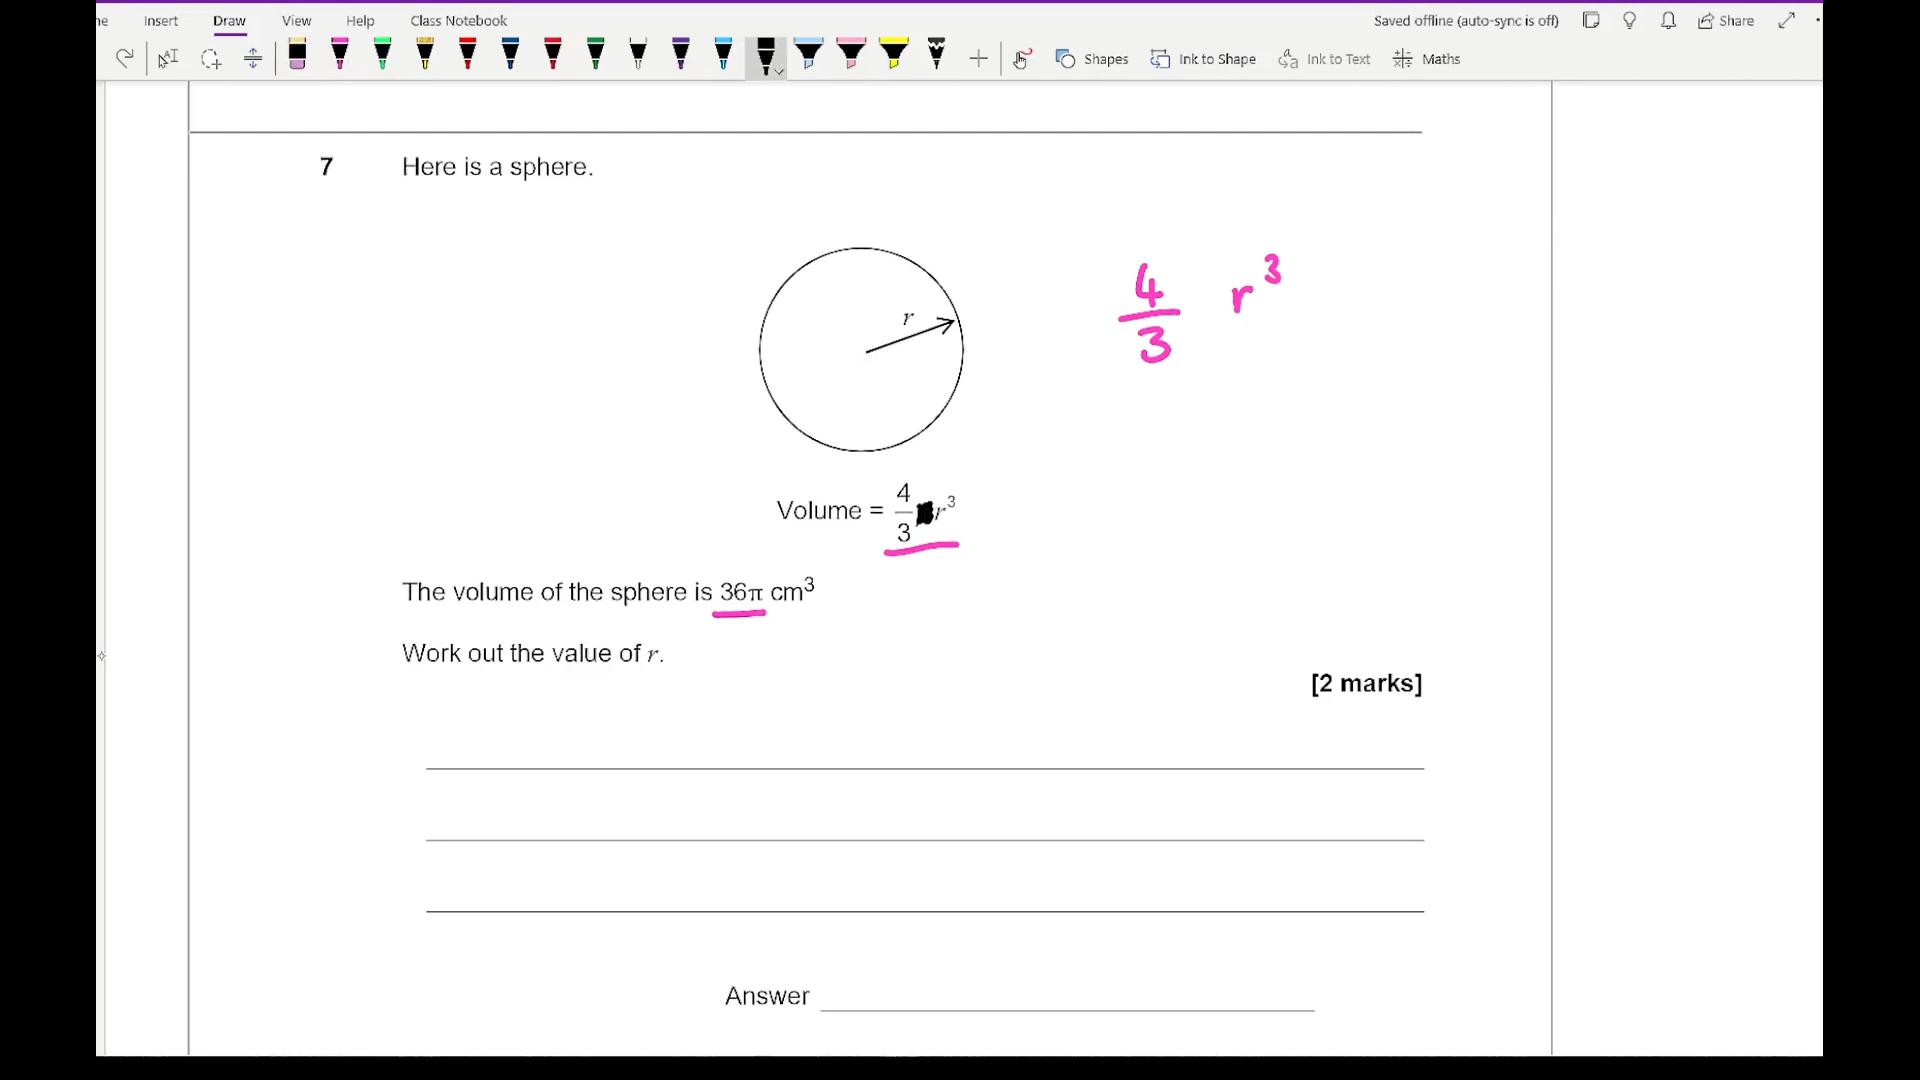 Insert Draw View Help Class Notebook Saved offline (auto-sync is off) Share
Shapes Ink to Shape Ink to Text Maths
7 Here is a sphere.
r
4/3 r³
Volume = 4/3 r³
The volume of the sphere is 36π cm³
Work out the value of r.
[2 marks]
Answer